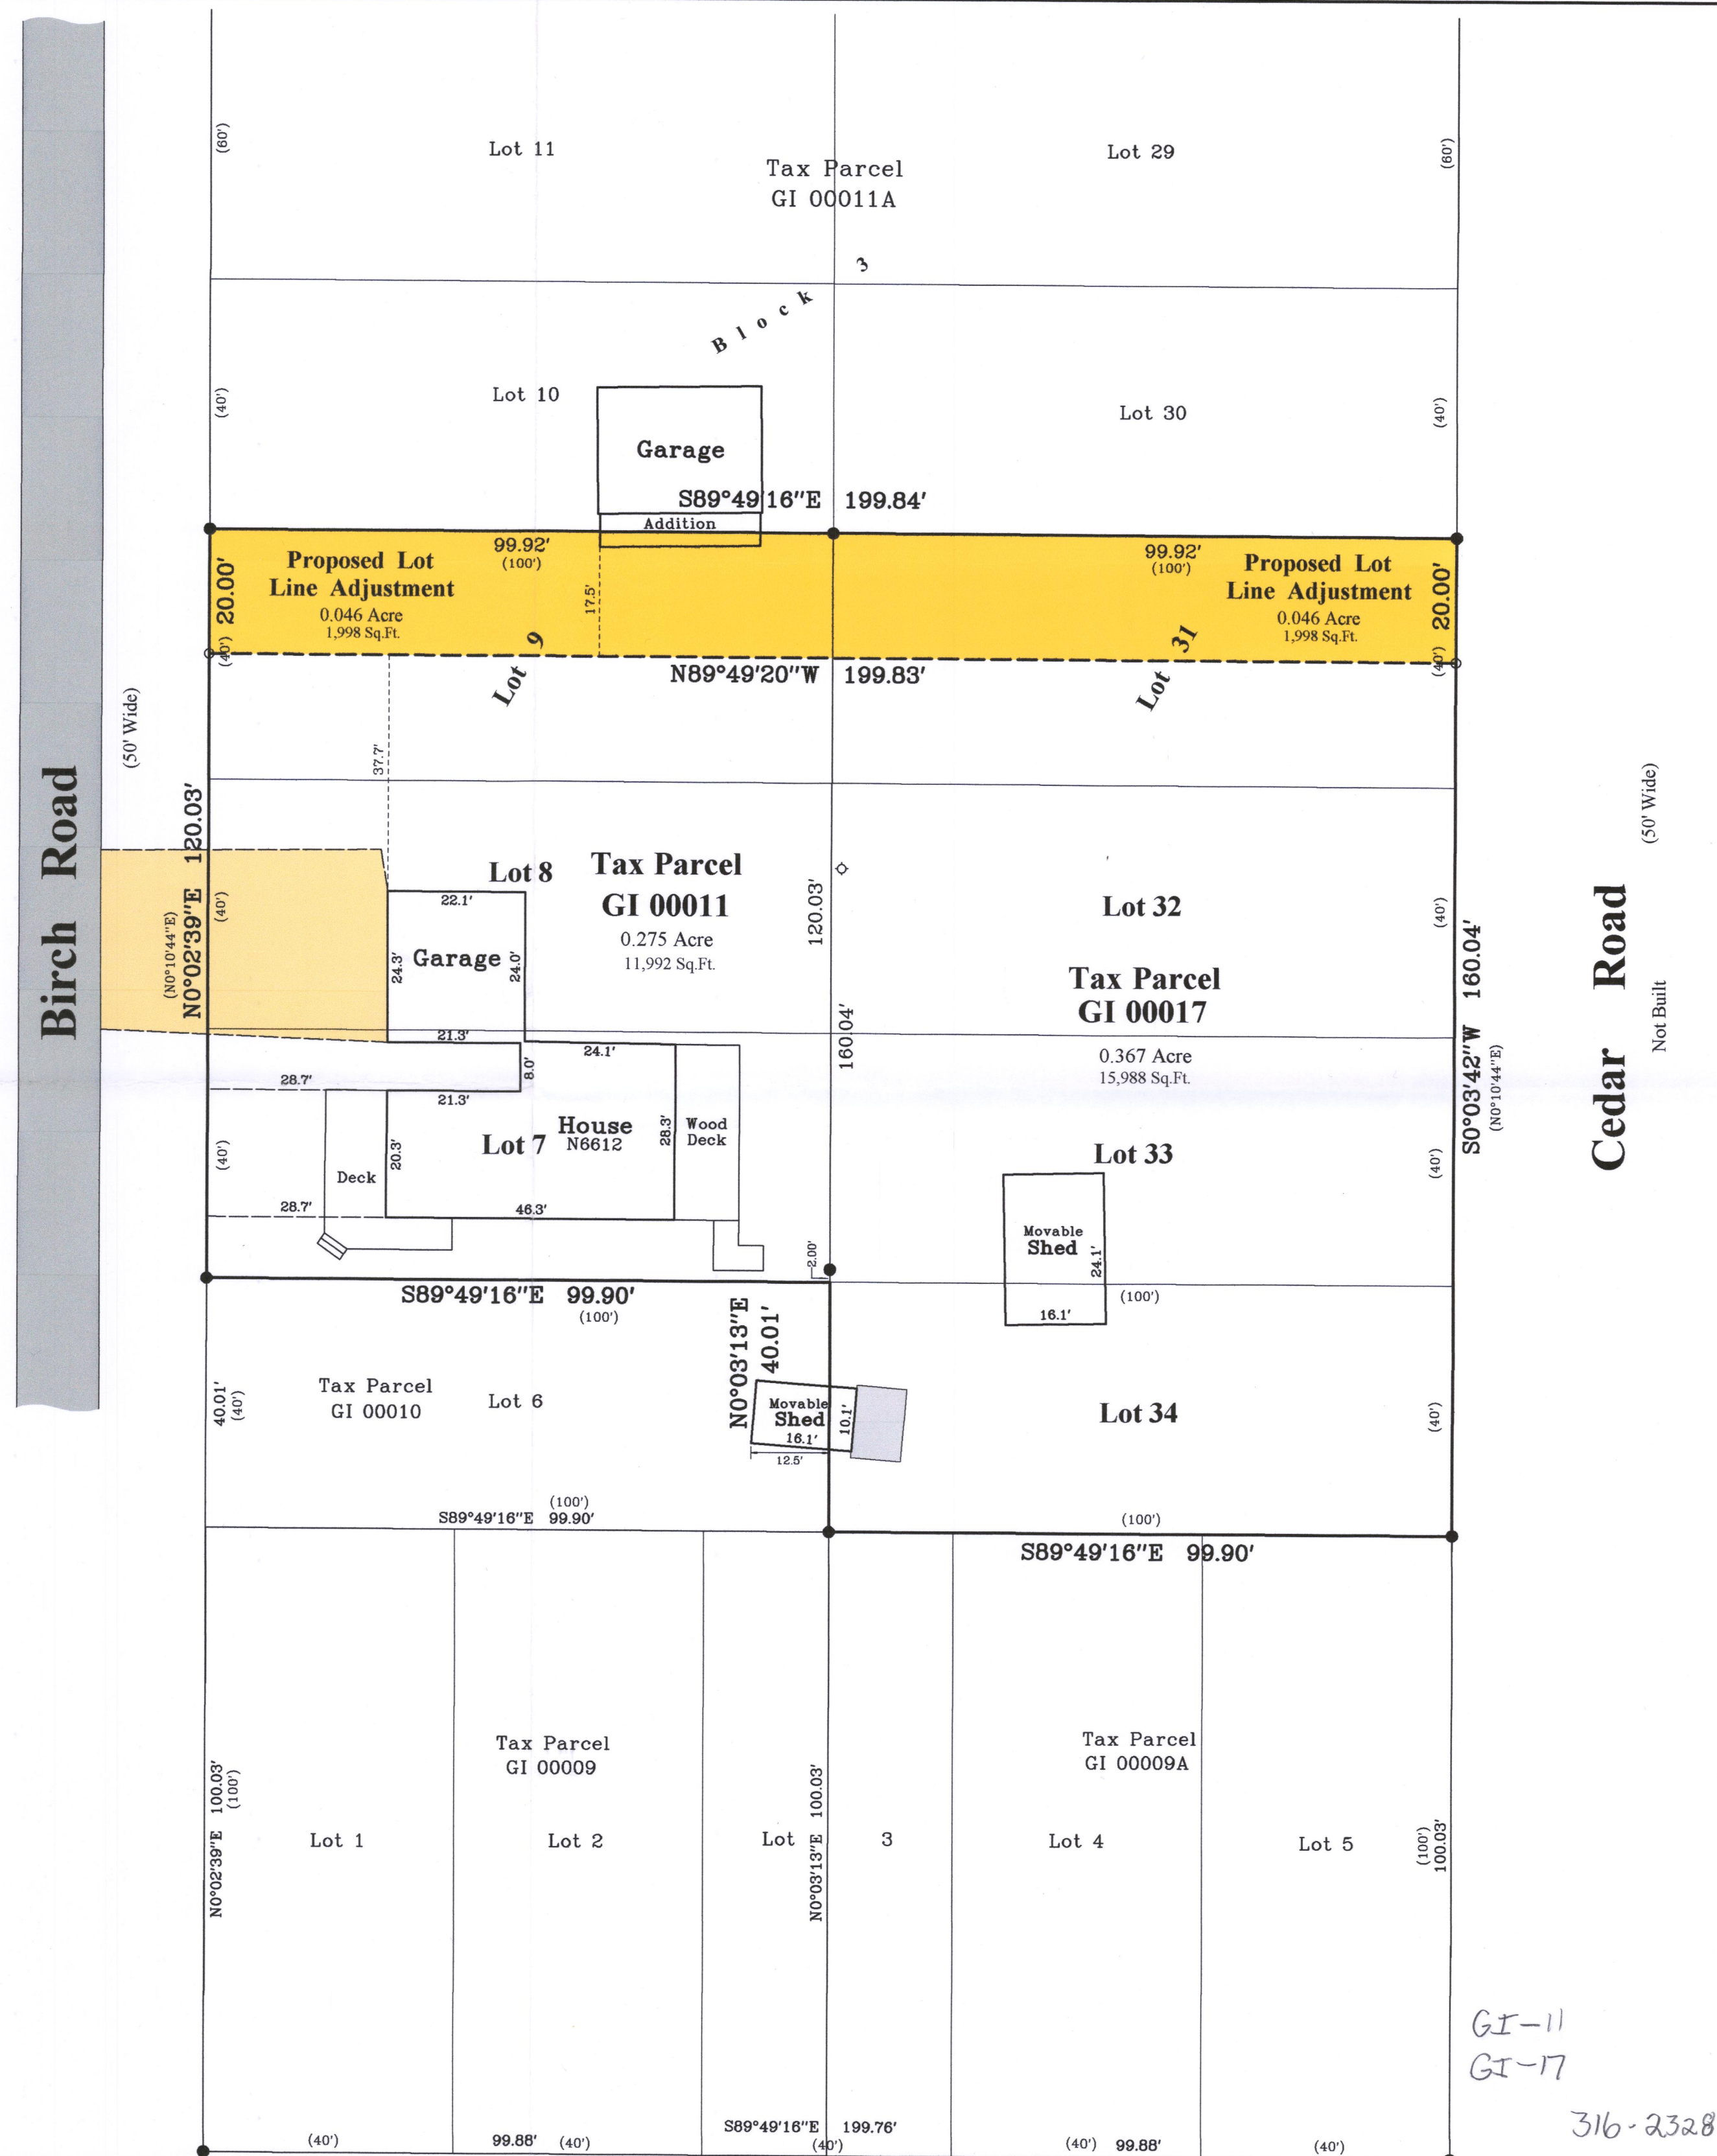 (60')
Lot 11
Tax Parcel
GI 00011A
Lot 29
(60')
Block 3
(40')
Lot 10
Garage
Lot 30
(40')
S89°49'16"E 199.84'
Addition
Proposed Lot
Line Adjustment
0.046 Acre
1,998 Sq.Ft.
20.00'
(40')
99.92'
(100')
17.5'
99.92'
(100')
Proposed Lot
Line Adjustment
0.046 Acre
1,998 Sq.Ft.
20.00'
(40')
Lot 9
N89°49'20"W 199.83'
Lot 31
(50' Wide)
Birch Road
37.7'
N0°02'39"E 120.03'
(N0°10'44"E)
(40')
Lot 8
Tax Parcel
GI 00011
0.275 Acre
11,992 Sq.Ft.
120.03'
160.04'
22.1'
24.3'
Garage
24.0'
21.3'
24.1'
8.0'
28.7'
21.3'
(40')
Deck
20.3'
Lot 7
House
N6612
28.3'
Wood
Deck
28.7'
46.3'
2.00'
Lot 32
(40')
Tax Parcel
GI 00017
0.367 Acre
15,988 Sq.Ft.
S0°03'42"W 160.04'
(N0°10'44"E)
(50' Wide)
Cedar Road
Not Built
Lot 33
(40')
Movable
Shed
24.1'
16.1'
(100')
S89°49'16"E 99.90'
(100')
N0°03'13"E
40.01'
40.01'
(40')
Tax Parcel
GI 00010
Lot 6
Movable
Shed
16.1'
10.1'
12.5'
Lot 34
(40')
(100')
S89°49'16"E 99.90'
(100')
S89°49'16"E 99.90'
N0°02'39"E 100.03'
(100')
Tax Parcel
GI 00009
Tax Parcel
GI 00009A
Lot 1
Lot 2
Lot 3
N0°03'13"E 100.03'
Lot 4
Lot 5
(100')
100.03'
S89°49'16"E 199.76'
(40')
99.88'
(40')
(40')
(40')
99.88'
(40')
GI-11
GI-17
316-2328